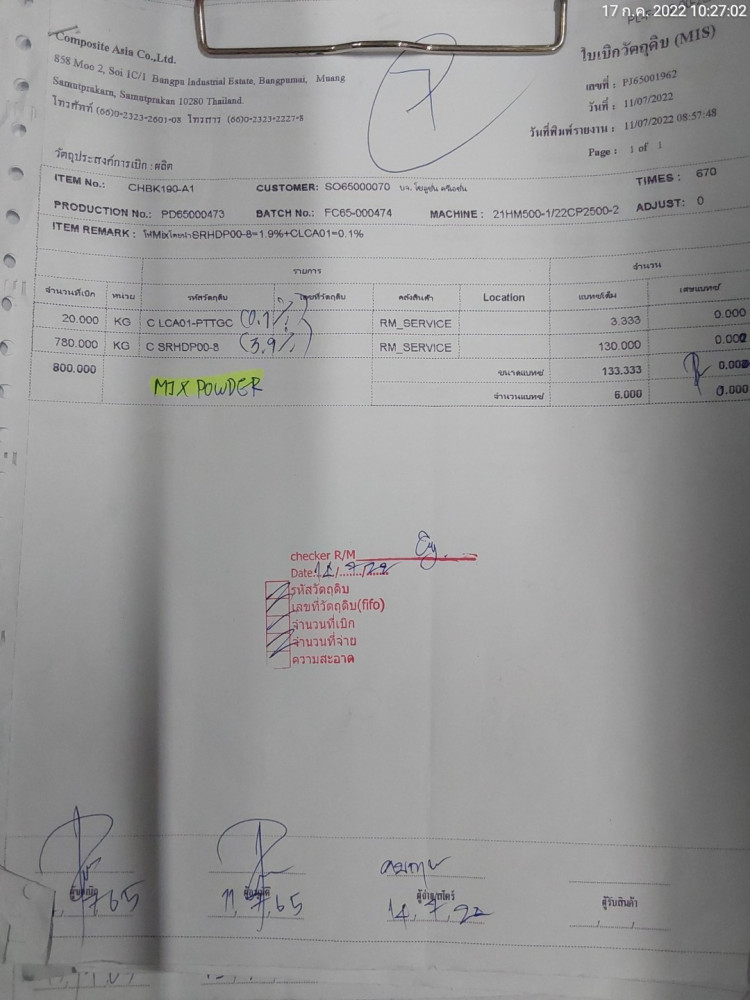 17 ก.ค. 2022 10:27:02
Composite Asia Co.,Ltd.
858 Moo 2, Soi 1C/1 Bangpu Industrial Estate, Bangpumai, Muang
Samutprakarn, Samutprakan 10280 Thailand.
โทรศัพท์ (66)0-2323-2601-08 โทรสาร (66)0-2323-2227-8
7
ใบเบิกวัตถุดิบ (MIS)
เลขที่ : PJ65001962
วันที่ : 11/07/2022
วันที่พิมพ์รายงาน : 11/07/2022 08:57:48
Page : 1 of 1
วัตถุประสงค์การเบิก : ผลิต
ITEM No.: CHBK190-A1 CUSTOMER: SO65000070 TIMES : 670
PRODUCTION No.: PD65000473 BATCH No.: FC65-000474 MACHINE : 21HM500-1/22CP2500-2 ADJUST: 0
ITEM REMARK : SRHDP00-8=1.9%+CLCA01=0.1%
รายการ จำนวน
จำนวนที่เบิก หน่วย รหัสวัตถุดิบ เลขที่วัตถุดิบ คลังสินค้า Location แบทช์เต็ม เศษแบทช์
20.000 KG C LCA01-PTTGC (0.1%) RM_SERVICE 3.333 0.000
780.000 KG C SRHDP00-8 (3.9%) RM_SERVICE 130.000 0.002
800.000 ขนาดแบทช์ 133.333 0.002
MIX POWDER จำนวนแบทช์ 6.000 0.000
checker R/M
Date 14/7/22
รหัสวัตถุดิบ
เลขที่วัตถุดิบ(fifo)
จำนวนที่เบิก
จำนวนที่จ่าย
ความสะอาด
ผู้จ่าย/สโตร์ ผู้รับสินค้า
7, 65 11, 7, 65 14, 7, 22